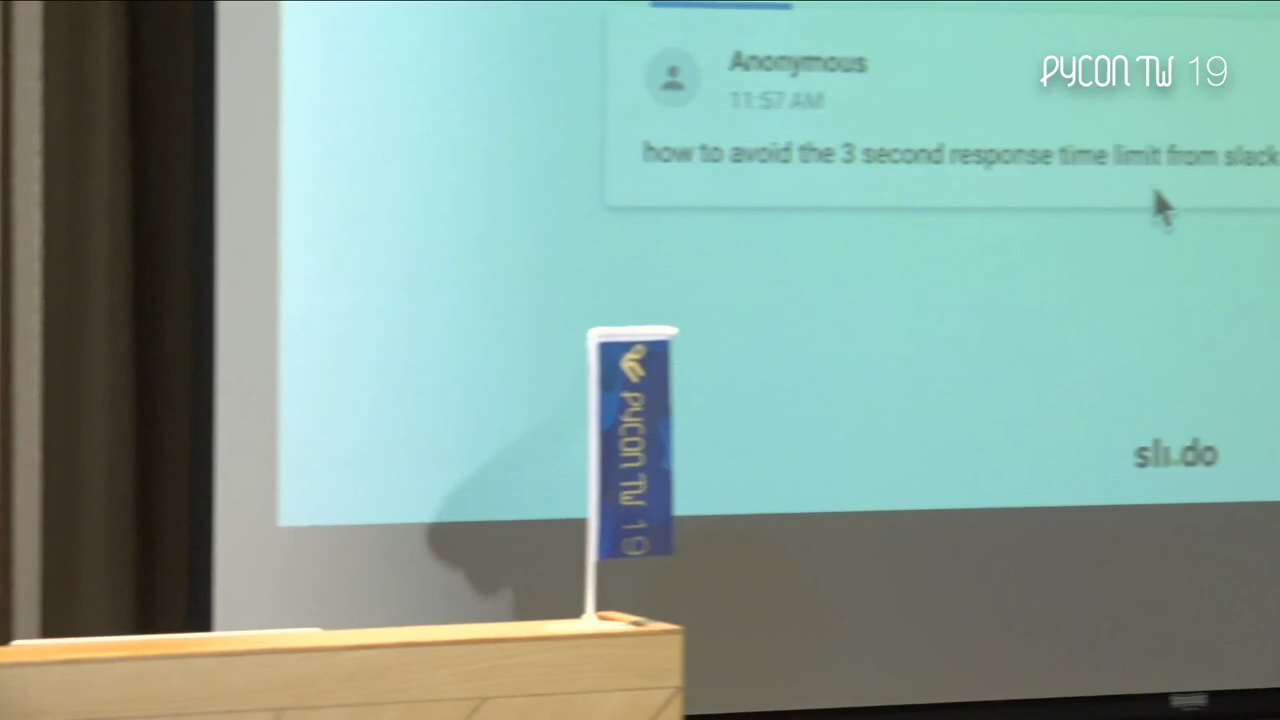 Anonymous
PYCON TW 19
11:57 AM
how to avoid the 3 second response time limit from slack
PYCON TW 19
sli.do